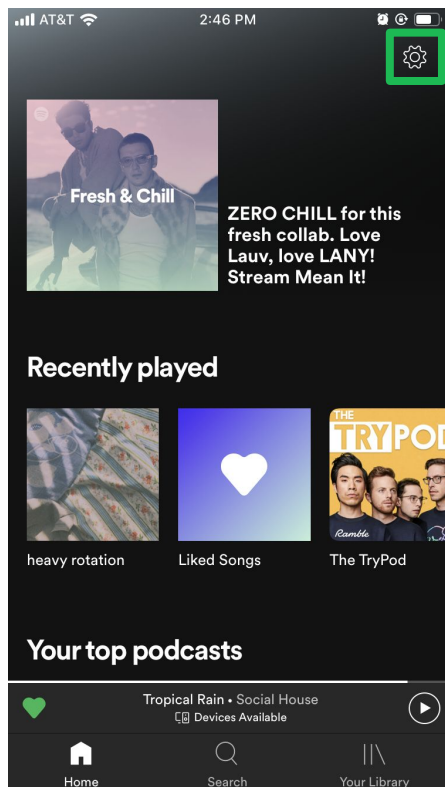 AT&T 2:46 PM
Fresh & Chill
ZERO CHILL for this
fresh collab. Love
Lauv, love LANY!
Stream Mean It!
Recently played
THE
TRYPOD
Ramble
heavy rotation
Liked Songs
The TryPod
Your top podcasts
Tropical Rain • Social House
Devices Available
Home
Search
Your Library